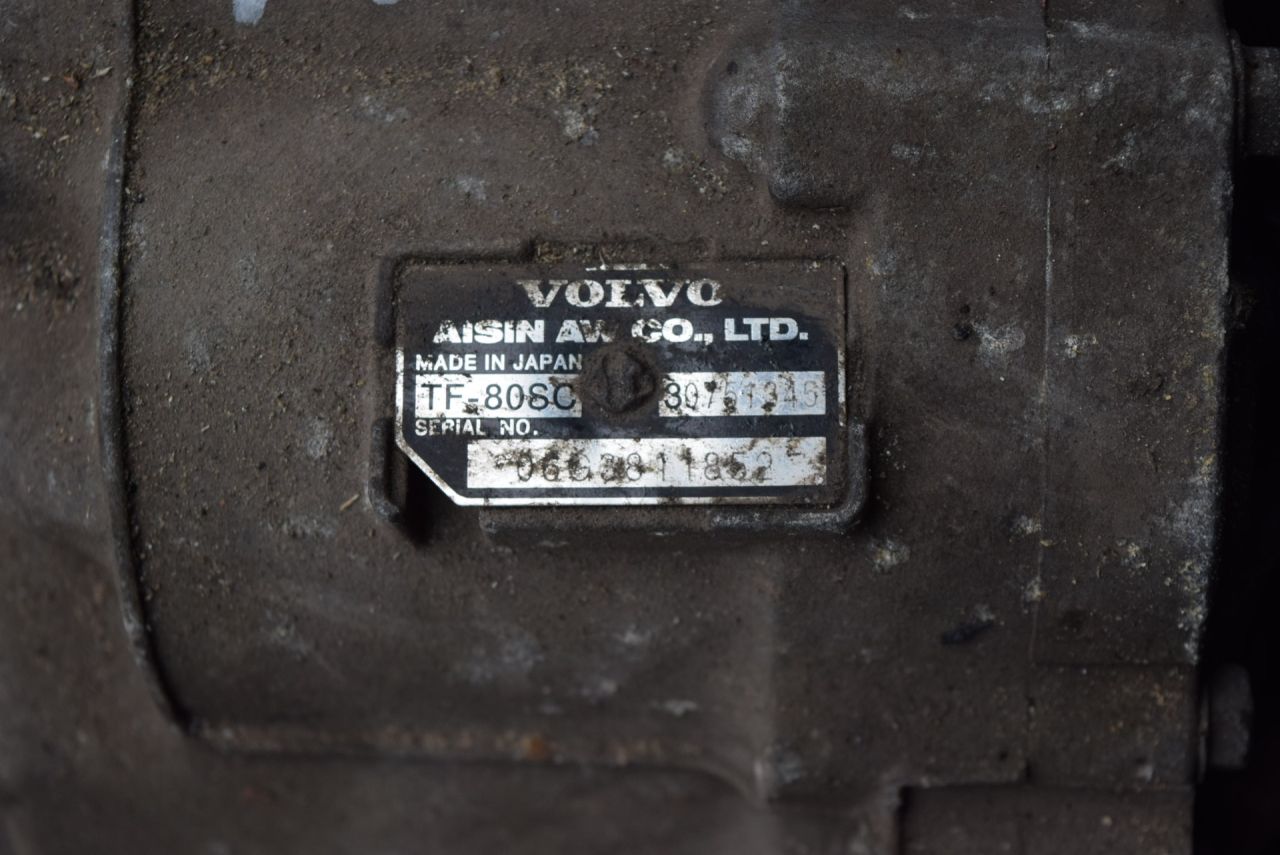 VOLVO
AISIN AW CO., LTD.
MADE IN JAPAN
TF-80SC
SERIAL NO.